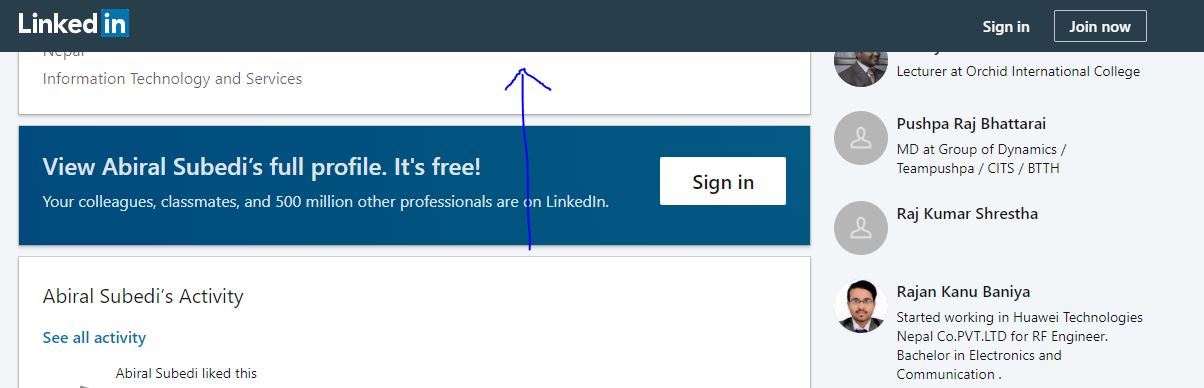 Linked in
Sign in
Join now
Nepal
Information Technology and Services
View Abiral Subedi’s full profile. It's free!
Your colleagues, classmates, and 500 million other professionals are on LinkedIn.
Sign in
Abiral Subedi’s Activity
See all activity
Abiral Subedi liked this
Lecturer at Orchid International College
Pushpa Raj Bhattarai
MD at Group of Dynamics /
Teampushpa / CITS / BTTH
Raj Kumar Shrestha
Rajan Kanu Baniya
Started working in Huawei Technologies
Nepal Co.PVT.LTD for RF Engineer.
Bachelor in Electronics and
Communication .